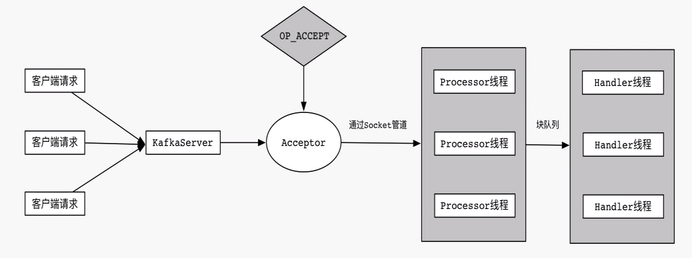 OP_ACCEPT
客户端请求
客户端请求
客户端请求
KafkaServer
Acceptor
通过Socket管道
Processor线程
Processor线程
Processor线程
块队列
Handler线程
Handler线程
Handler线程